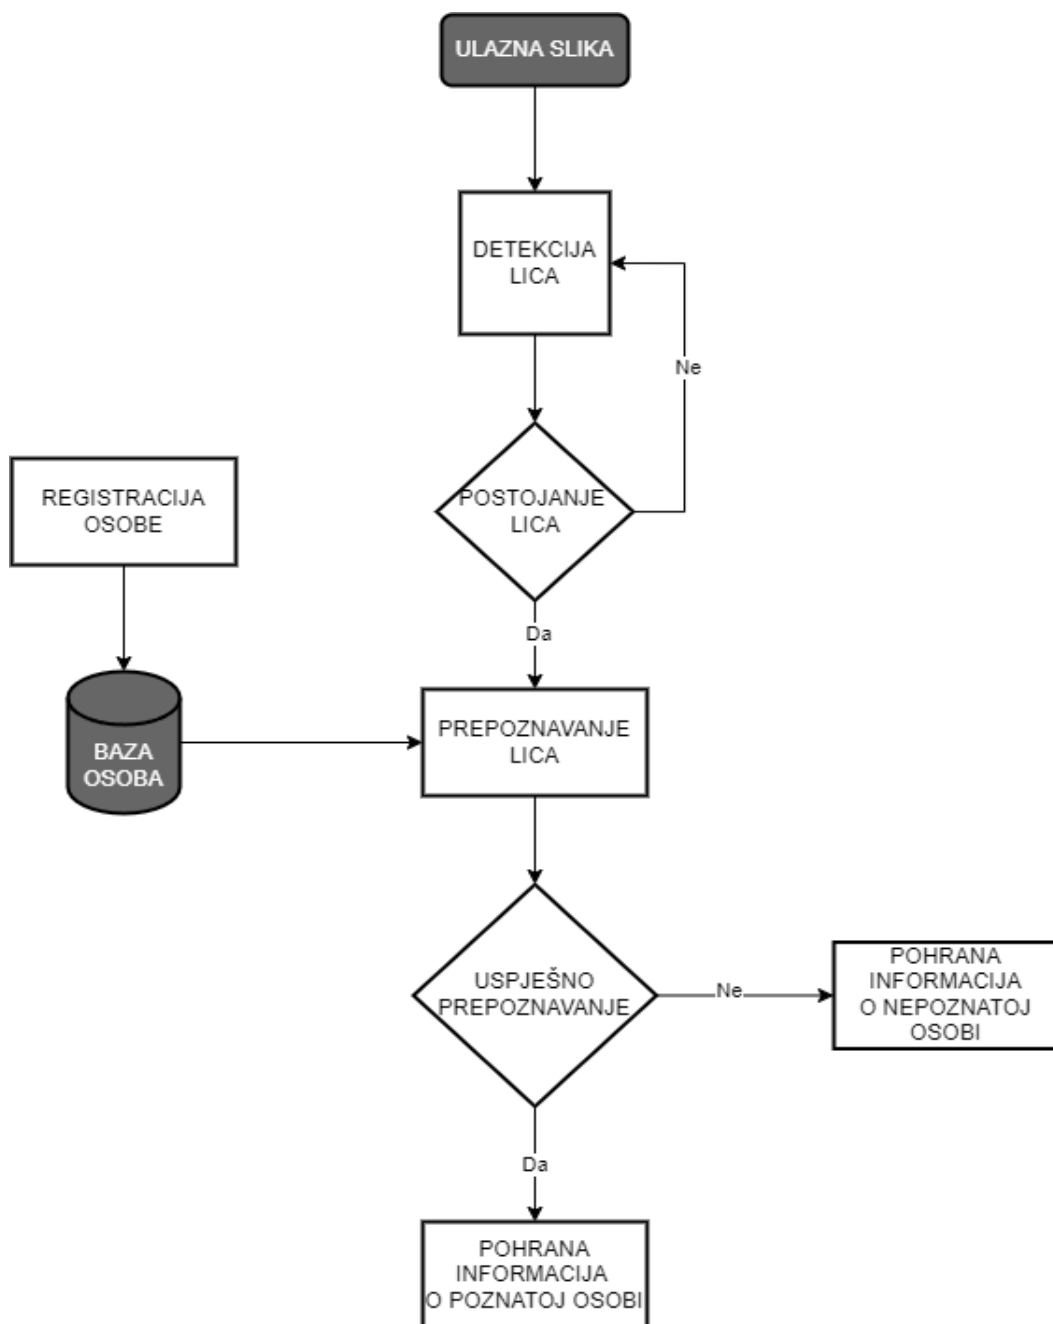 ULAZNA SLIKA
DETEKCIJA
LICA
Ne
POSTOJANJE
LICA
REGISTRACIJA
OSOBE
Da
PREPOZNAVANJE
LICA
BAZA
OSOBA
USPJEŠNO
PREPOZNAVANJE
Ne
POHRANA
INFORMACIJA
O NEPOZNATOJ
OSOBI
Da
POHRANA
INFORMACIJA
O POZNATOJ OSOBI